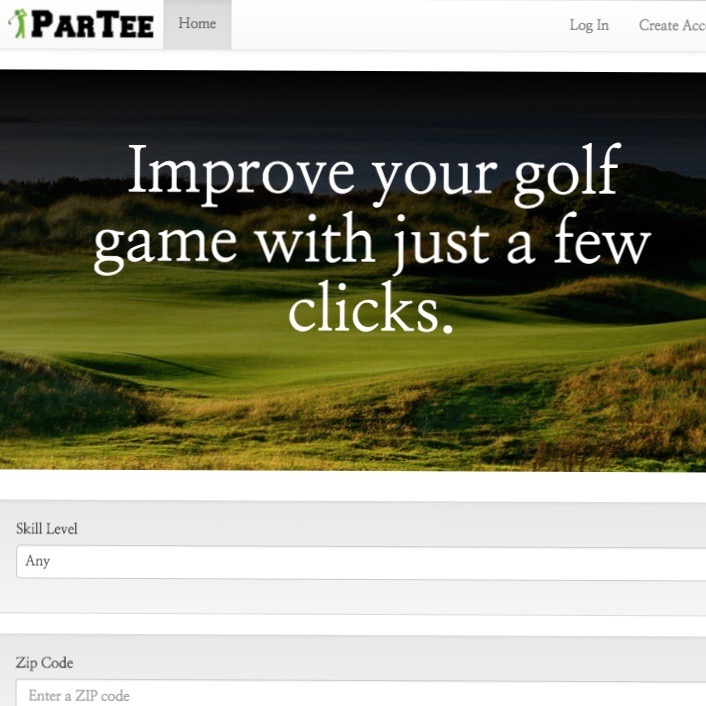 PARTEE
Home
Log In
Create Acc
Improve your golf
game with just a few
clicks.
Skill Level
Any
Zip Code
Enter a ZIP code